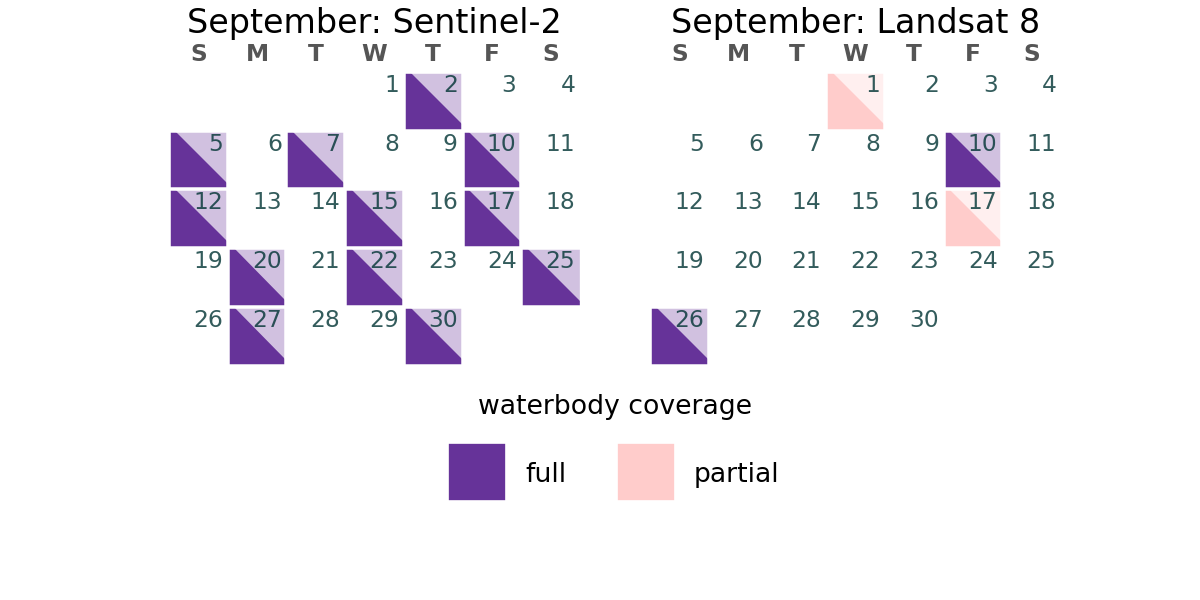 September: Sentinel-2
S M T W T F S
1 2 3 4
5 6 7 8 9 10 11
12 13 14 15 16 17 18
19 20 21 22 23 24 25
26 27 28 29 30
September: Landsat 8
S M T W T F S
1 2 3 4
5 6 7 8 9 10 11
12 13 14 15 16 17 18
19 20 21 22 23 24 25
26 27 28 29 30
waterbody coverage
full partial